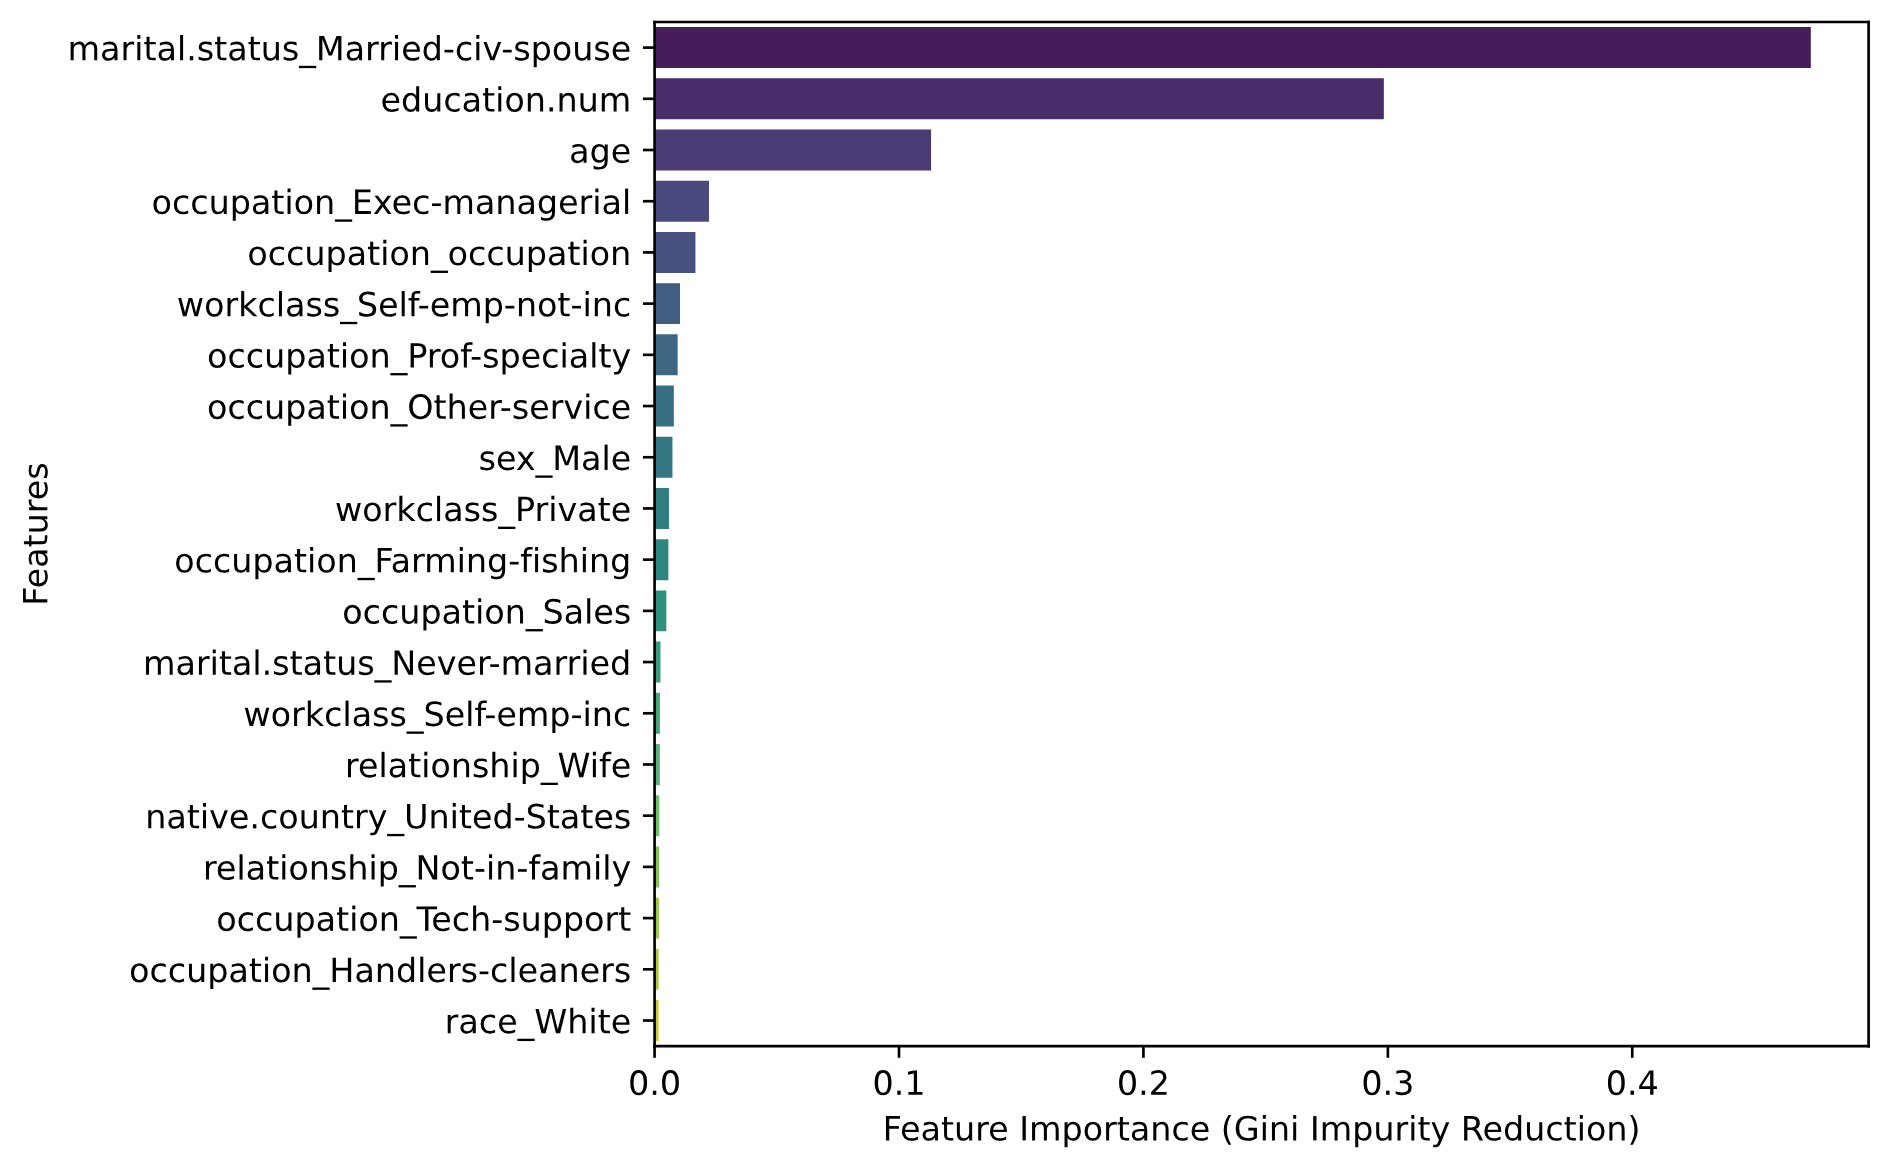 marital.status_Married-civ-spouse
education.num
age
occupation_Exec-managerial
occupation_occupation
workclass_Self-emp-not-inc
occupation_Prof-specialty
occupation_Other-service
sex_Male
workclass_Private
occupation_Farming-fishing
occupation_Sales
marital.status_Never-married
workclass_Self-emp-inc
relationship_Wife
native.country_United-States
relationship_Not-in-family
occupation_Tech-support
occupation_Handlers-cleaners
race_White
Features
0.0 0.1 0.2 0.3 0.4
Feature Importance (Gini Impurity Reduction)